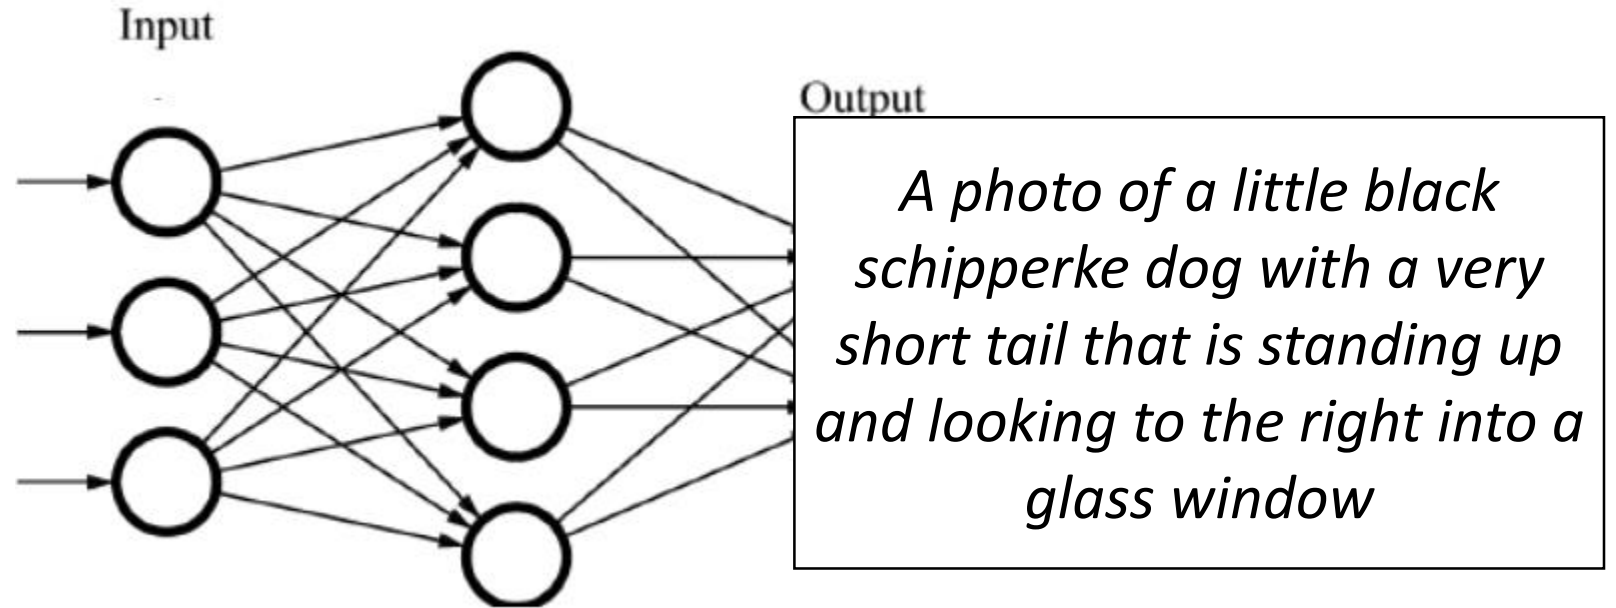 Input
Output
A photo of a little black
schipperke dog with a very
short tail that is standing up
and looking to the right into a
glass window